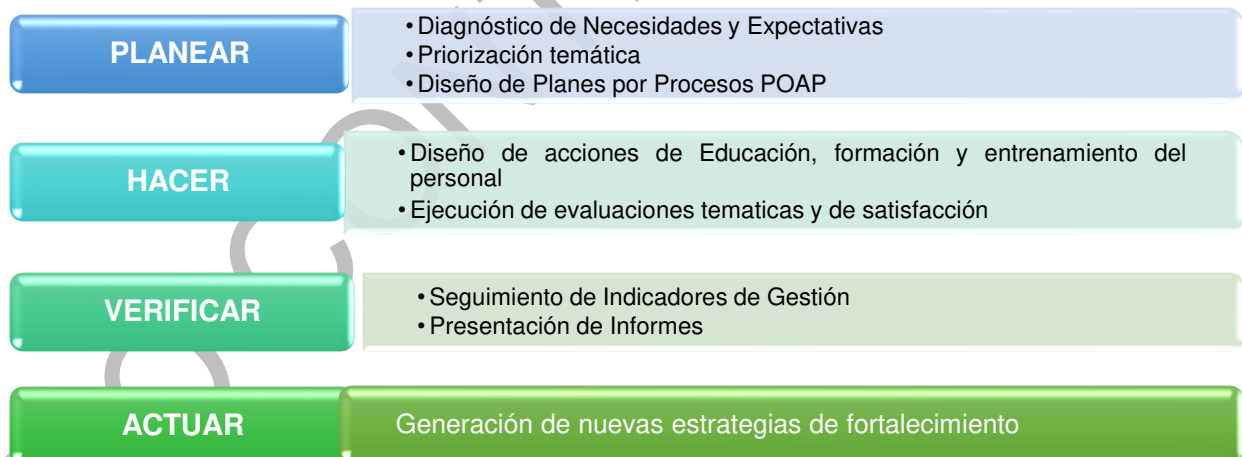 PLANEAR
• Diagnóstico de Necesidades y Expectativas
• Priorización temática
• Diseño de Planes por Procesos POAP
HACER
• Diseño de acciones de Educación, formación y entrenamiento del
personal
• Ejecución de evaluaciones tematicas y de satisfacción
VERIFICAR
• Seguimiento de Indicadores de Gestión
• Presentación de Informes
ACTUAR
Generación de nuevas estrategias de fortalecimiento